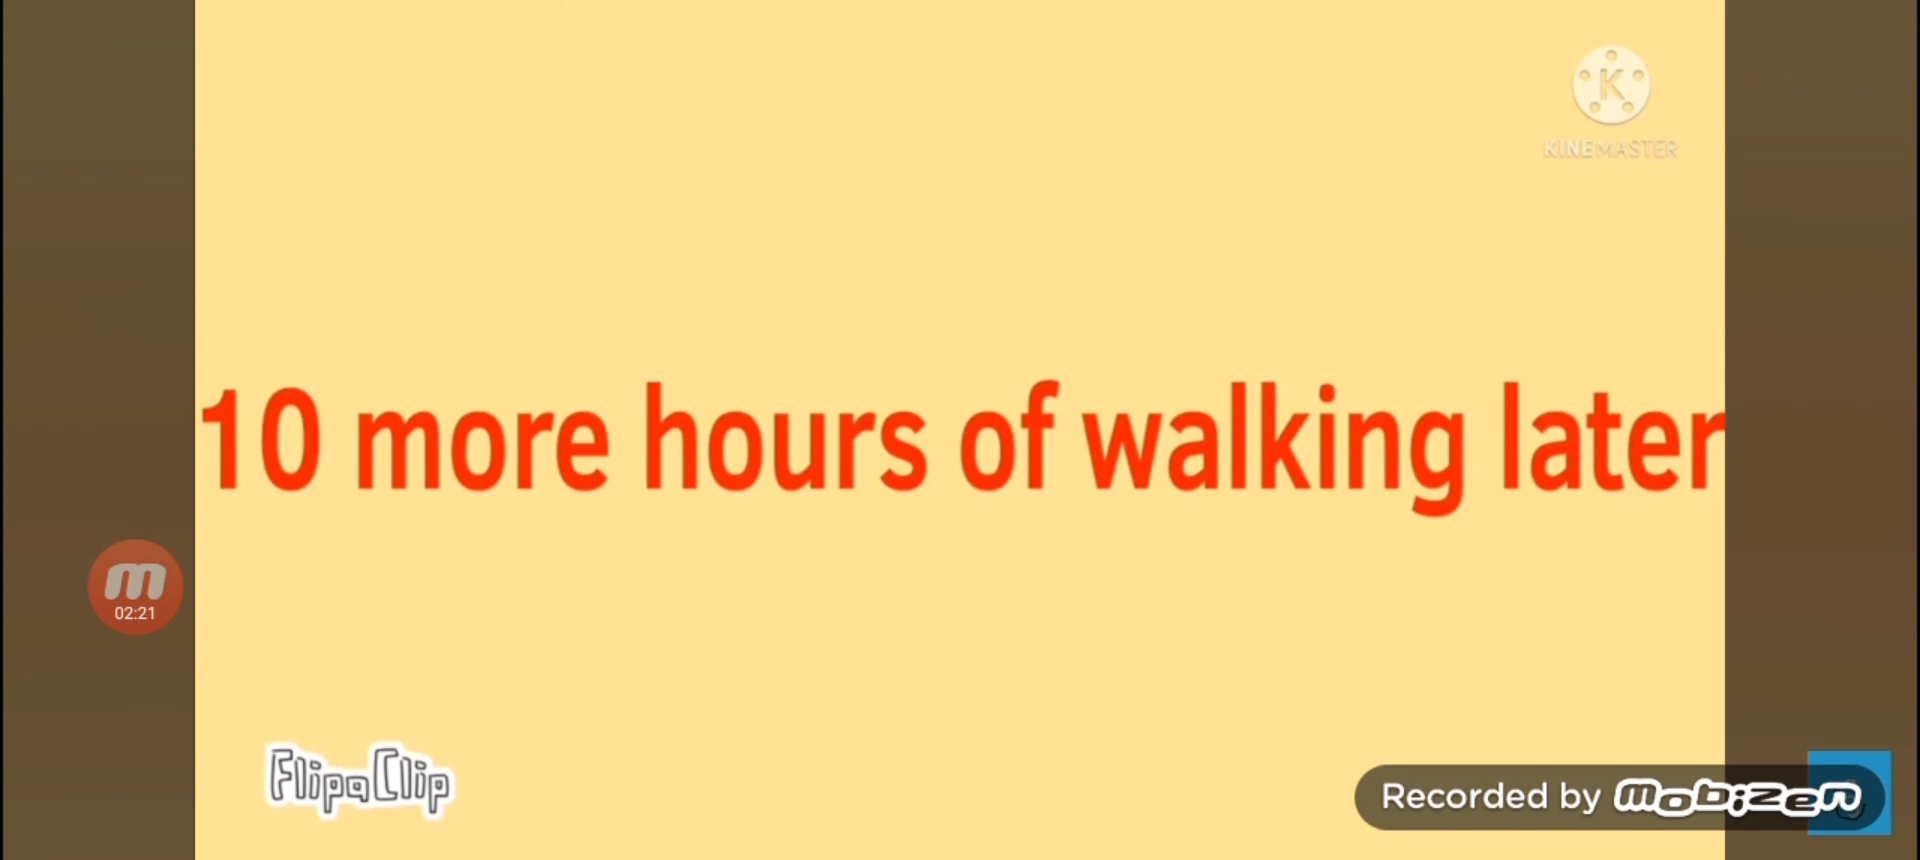 K
KINEMASTER
10 more hours of walking later
m
02:21
FlipaClip
Recorded by mobizen